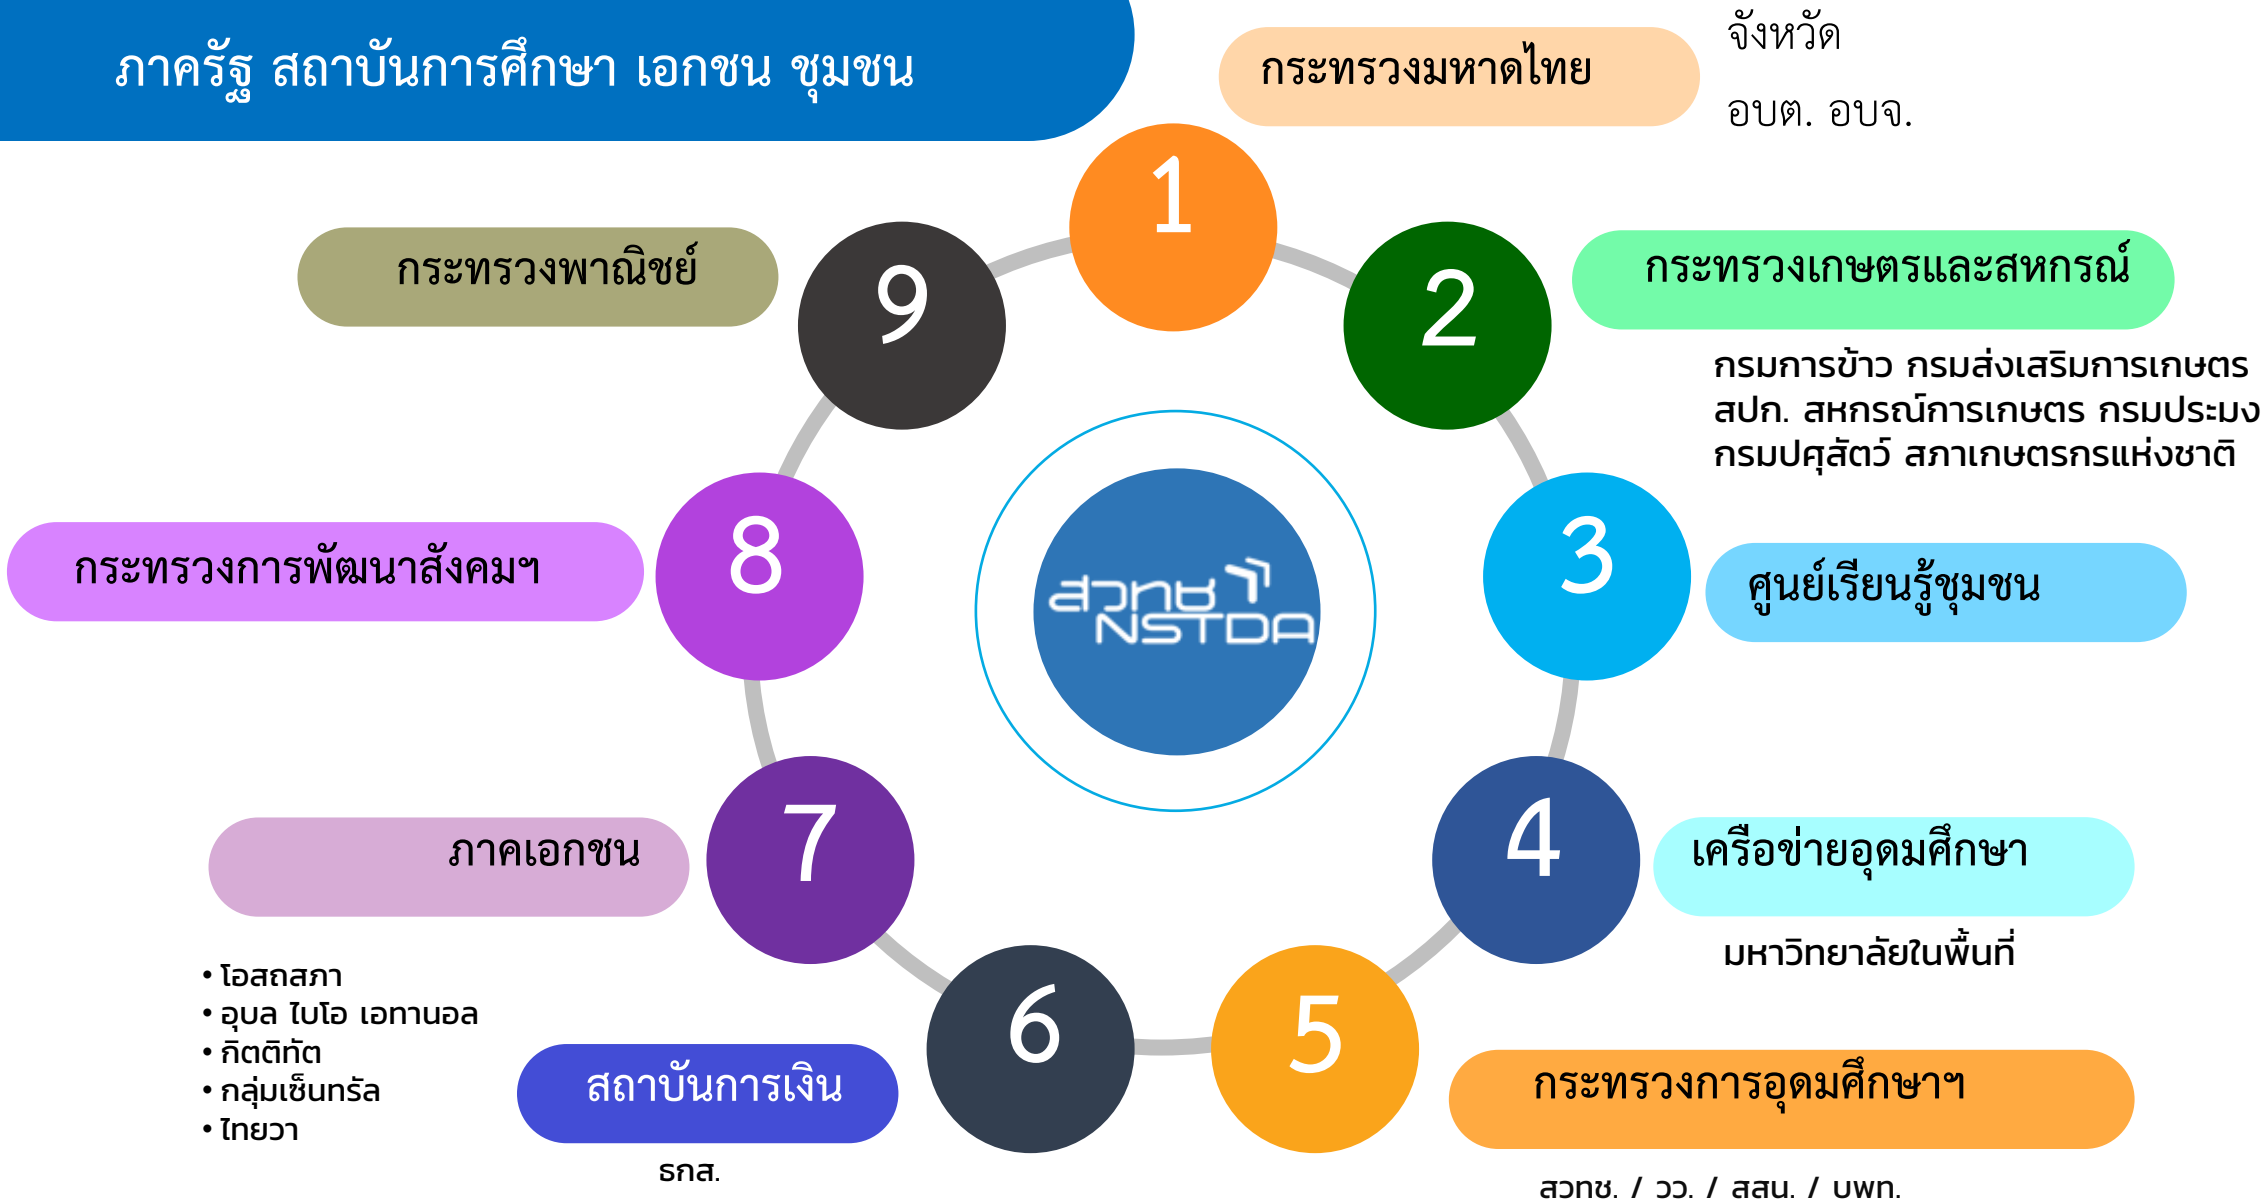 ภาครัฐ สถาบันการศึกษา เอกชน ชุมชน
กระทรวงมหาดไทย
จังหวัด
อบต. อบจ.
1
2
กระทรวงเกษตรและสหกรณ์
กรมการข้าว กรมส่งเสริมการเกษตร
สปก. สหกรณ์การเกษตร กรมประมง
กรมปศุสัตว์ สภาเกษตรกรแห่งชาติ
3
ศูนย์เรียนรู้ชุมชน
4
เครือข่ายอุดมศึกษา
มหาวิทยาลัยในพื้นที่
5
กระทรวงการอุดมศึกษาฯ
สวทช. / วว. / สสน. / บพท.
6
สถาบันการเงิน
ธกส.
7
ภาคเอกชน
• โอสถสภา
• อุบล ไบโอ เอทานอล
• กิตติทัต
• กลุ่มเซ็นทรัล
• ไทยวา
8
กระทรวงการพัฒนาสังคมฯ
9
กระทรวงพาณิชย์
สวทช
NSTDA